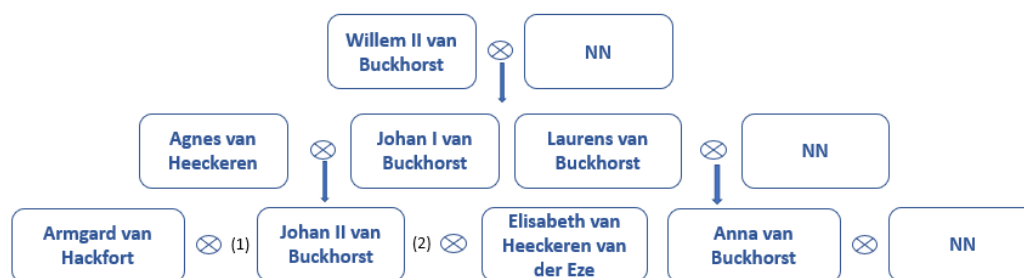 Willem II van
Buckhorst
NN
Agnes van
Heeckeren
Johan I van
Buckhorst
Laurens van
Buckhorst
NN
Armgard van
Hackfort
(1)
Johan II van
Buckhorst
(2)
Elisabeth van
Heeckeren van
der Eze
Anna van
Buckhorst
NN